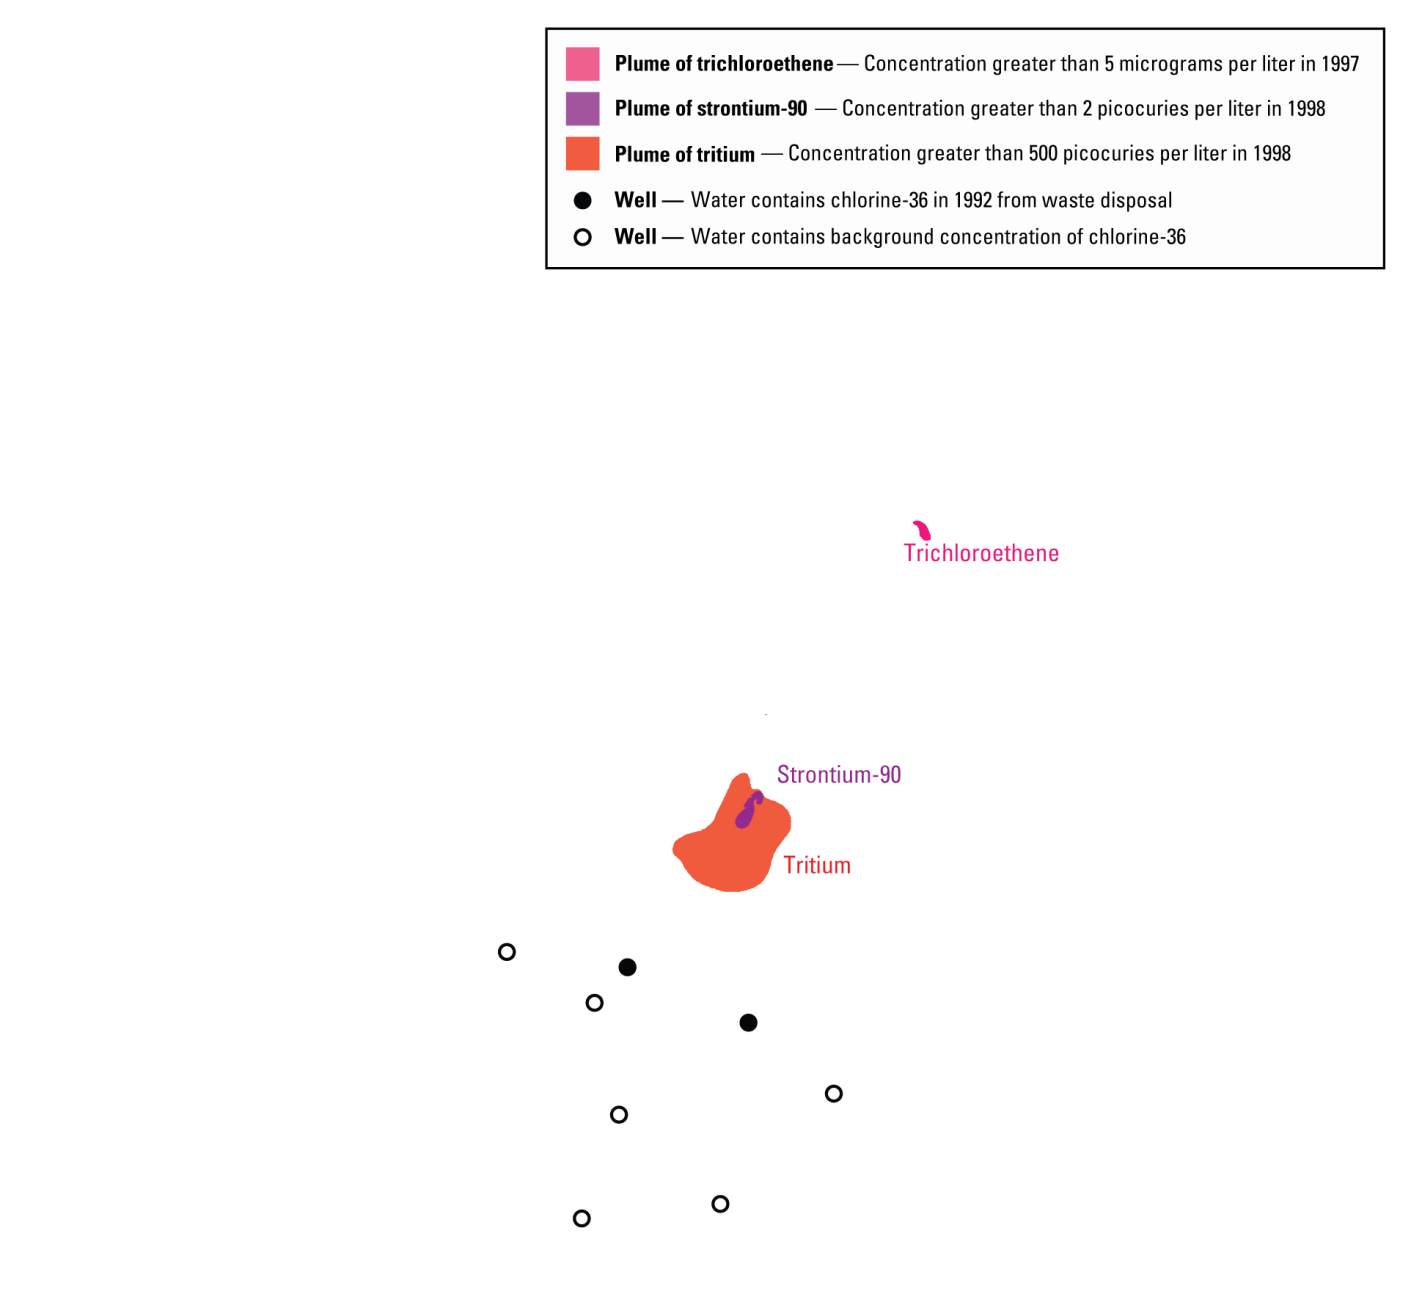 Plume of trichloroethene — Concentration greater than 5 micrograms per liter in 1997
Plume of strontium-90 — Concentration greater than 2 picocuries per liter in 1998
Plume of tritium — Concentration greater than 500 picocuries per liter in 1998
Well — Water contains chlorine-36 in 1992 from waste disposal
Well — Water contains background concentration of chlorine-36
Trichloroethene
Strontium-90
Tritium